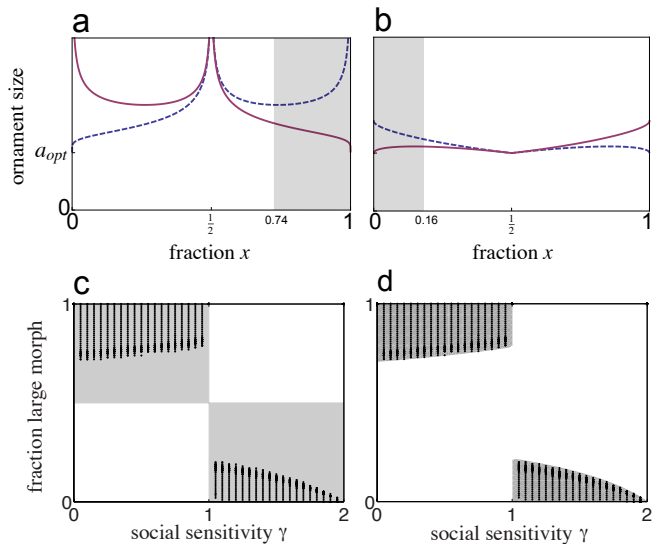 a
b
ornament size
a_opt
0
0
1/2
0.74
1
0
0.16
1/2
1
fraction x
fraction x
c
d
fraction large morph
1
0
0
1
2
1
0
0
1
2
social sensitivity γ
social sensitivity γ